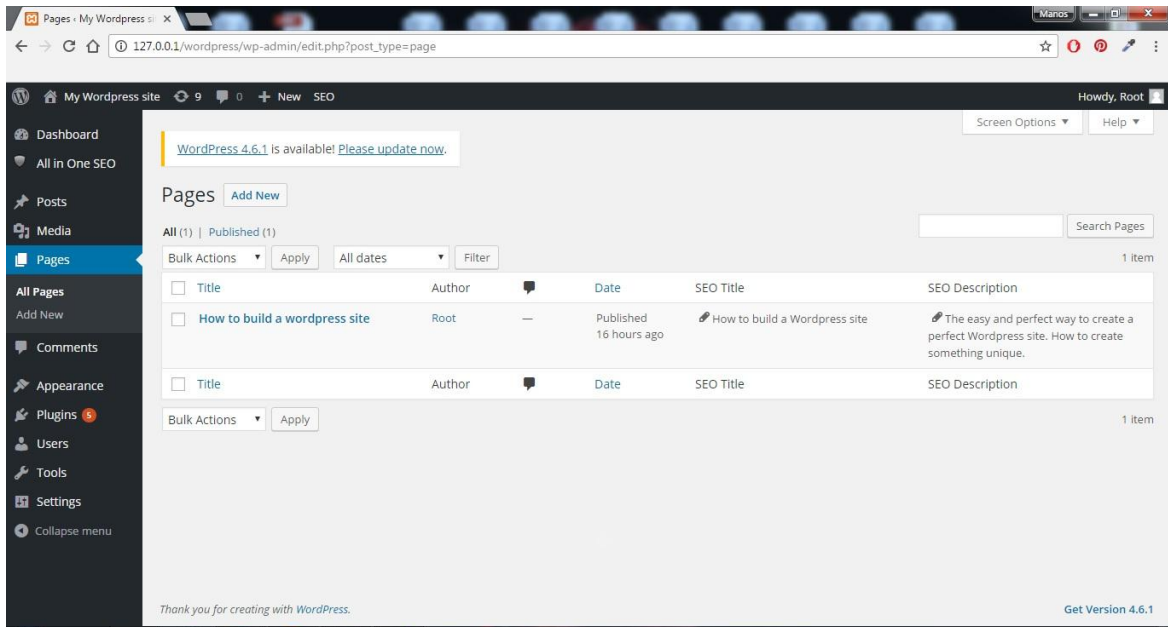 Pages ‹ My Wordpress si
Manos
127.0.0.1/wordpress/wp-admin/edit.php?post_type=page
My Wordpress site 9 0 + New SEO Howdy, Root
Screen Options ▼ Help ▼
Dashboard
All in One SEO
Posts
Media
Pages
All Pages
Add New
Comments
Appearance
Plugins 5
Users
Tools
Settings
Collapse menu
WordPress 4.6.1 is available! Please update now.
Pages Add New
All (1) | Published (1)
Search Pages
Bulk Actions ▼ Apply All dates ▼ Filter 1 item
Title Author Date SEO Title SEO Description
How to build a wordpress site Root — Published How to build a Wordpress site The easy and perfect way to create a
16 hours ago perfect Wordpress site. How to create
something unique.
Title Author Date SEO Title SEO Description
Bulk Actions ▼ Apply 1 item
Thank you for creating with WordPress. Get Version 4.6.1